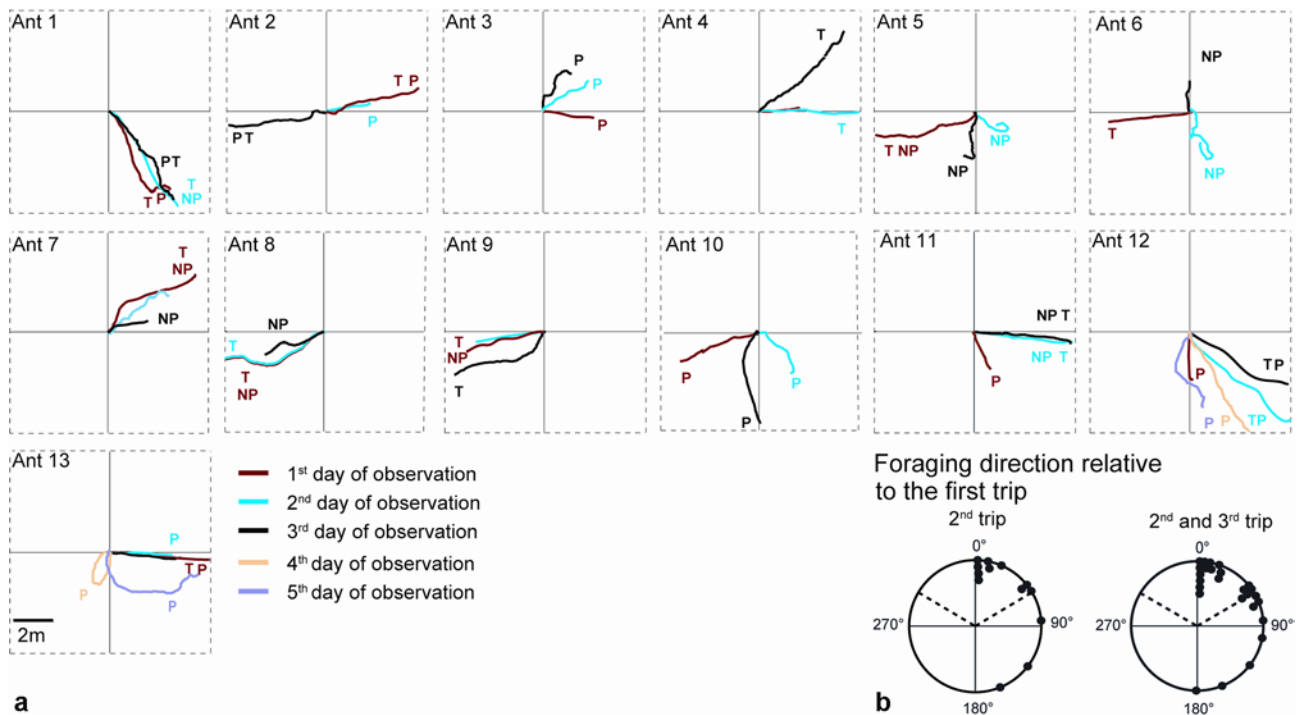 Ant 1
T
P
PT
T
NP
Ant 2
T P
P
P T
Ant 3
P
P
P
Ant 4
T
T
Ant 5
T NP
NP
NP
Ant 6
NP
T
NP
Ant 7
T
NP
NP
Ant 8
NP
T
T
NP
Ant 9
T
NP
T
Ant 10
P
P
P
Ant 11
NP T
NP T
P
Ant 12
T P
P
P
P
TP
Ant 13
P
T P
P
P
2m
1st day of observation
2nd day of observation
3rd day of observation
4th day of observation
5th day of observation
a
Foraging direction relative
to the first trip
2nd trip
0°
270°
90°
180°
2nd and 3rd trip
0°
270°
90°
180°
b